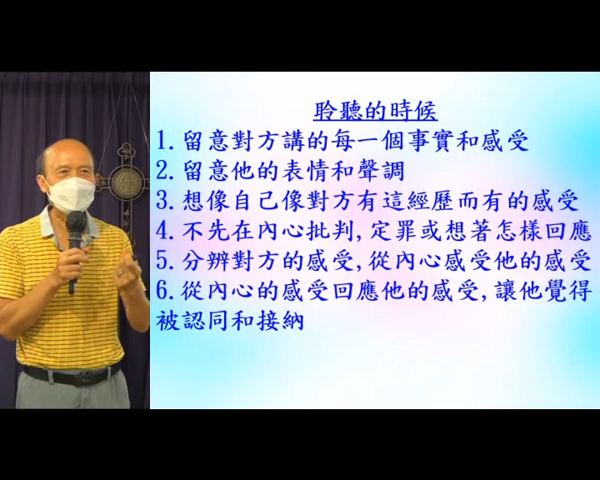 聆聽的時候
1.留意對方講的每一個事實和感受
2.留意他的表情和聲調
3.想像自己像對方有這經歷而有的感受
4.不先在內心批判,定罪或想著怎樣回應
5.分辨對方的感受,從內心感受他的感受
6.從內心的感受回應他的感受,讓他覺得
被認同和接納